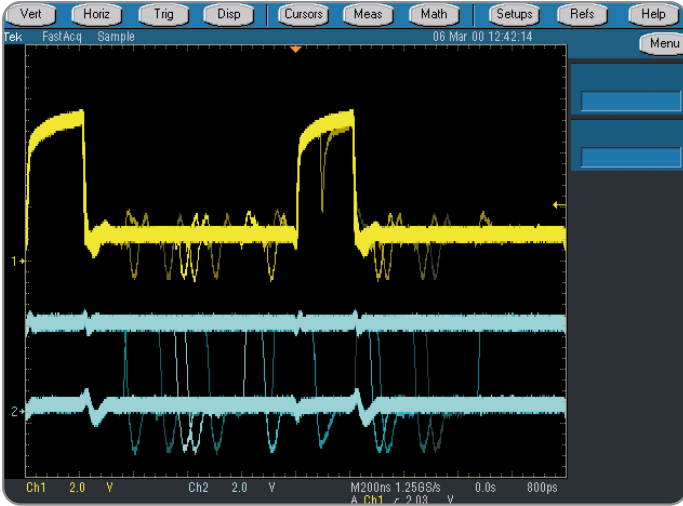 Vert Horiz Trig Disp Cursors Meas Math Setups Refs Help
Tek FastAcq Sample 06 Mar 00 12:42:14
Menu
1
2
Ch1 2.0 V Ch2 2.0 V M200ns 1.25GS/s 0.0s 800ps
A Ch1 2.03 V